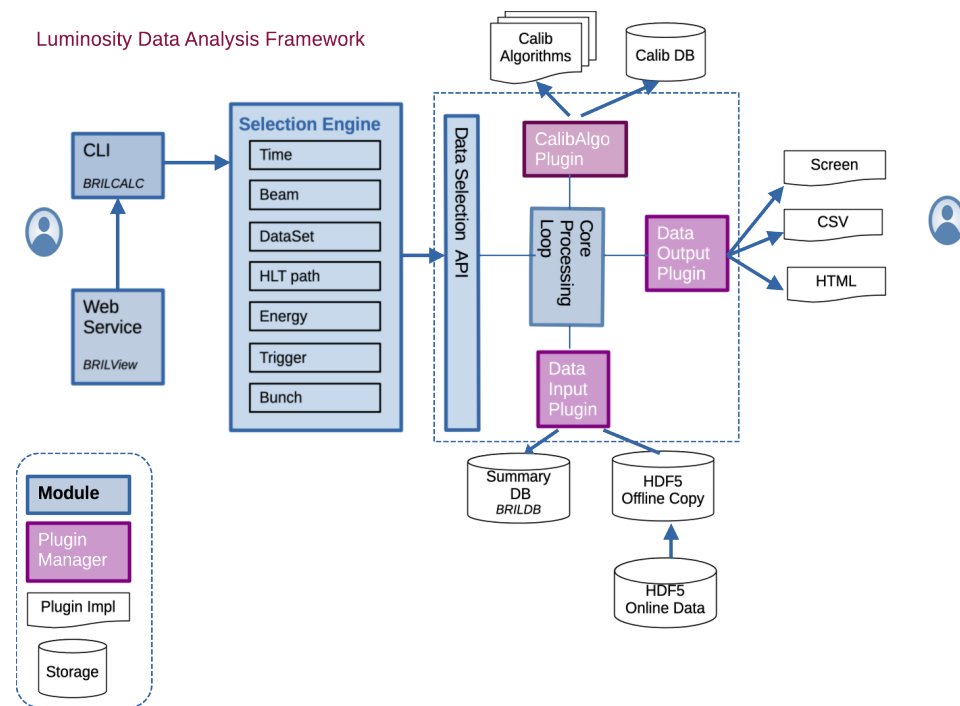 Luminosity Data Analysis Framework
Calib
Algorithms
Calib DB
CLI
BRILCALC
Web
Service
BRILView
Selection Engine
Time
Beam
DataSet
HLT path
Energy
Trigger
Bunch
Data Selection API
CalibAlgo
Plugin
Core
Processing
Loop
Data
Output
Plugin
Data
Input
Plugin
Screen
CSV
HTML
Summary
DB
BRILDB
HDF5
Offline Copy
HDF5
Online Data
Module
Plugin
Manager
Plugin Impl
Storage